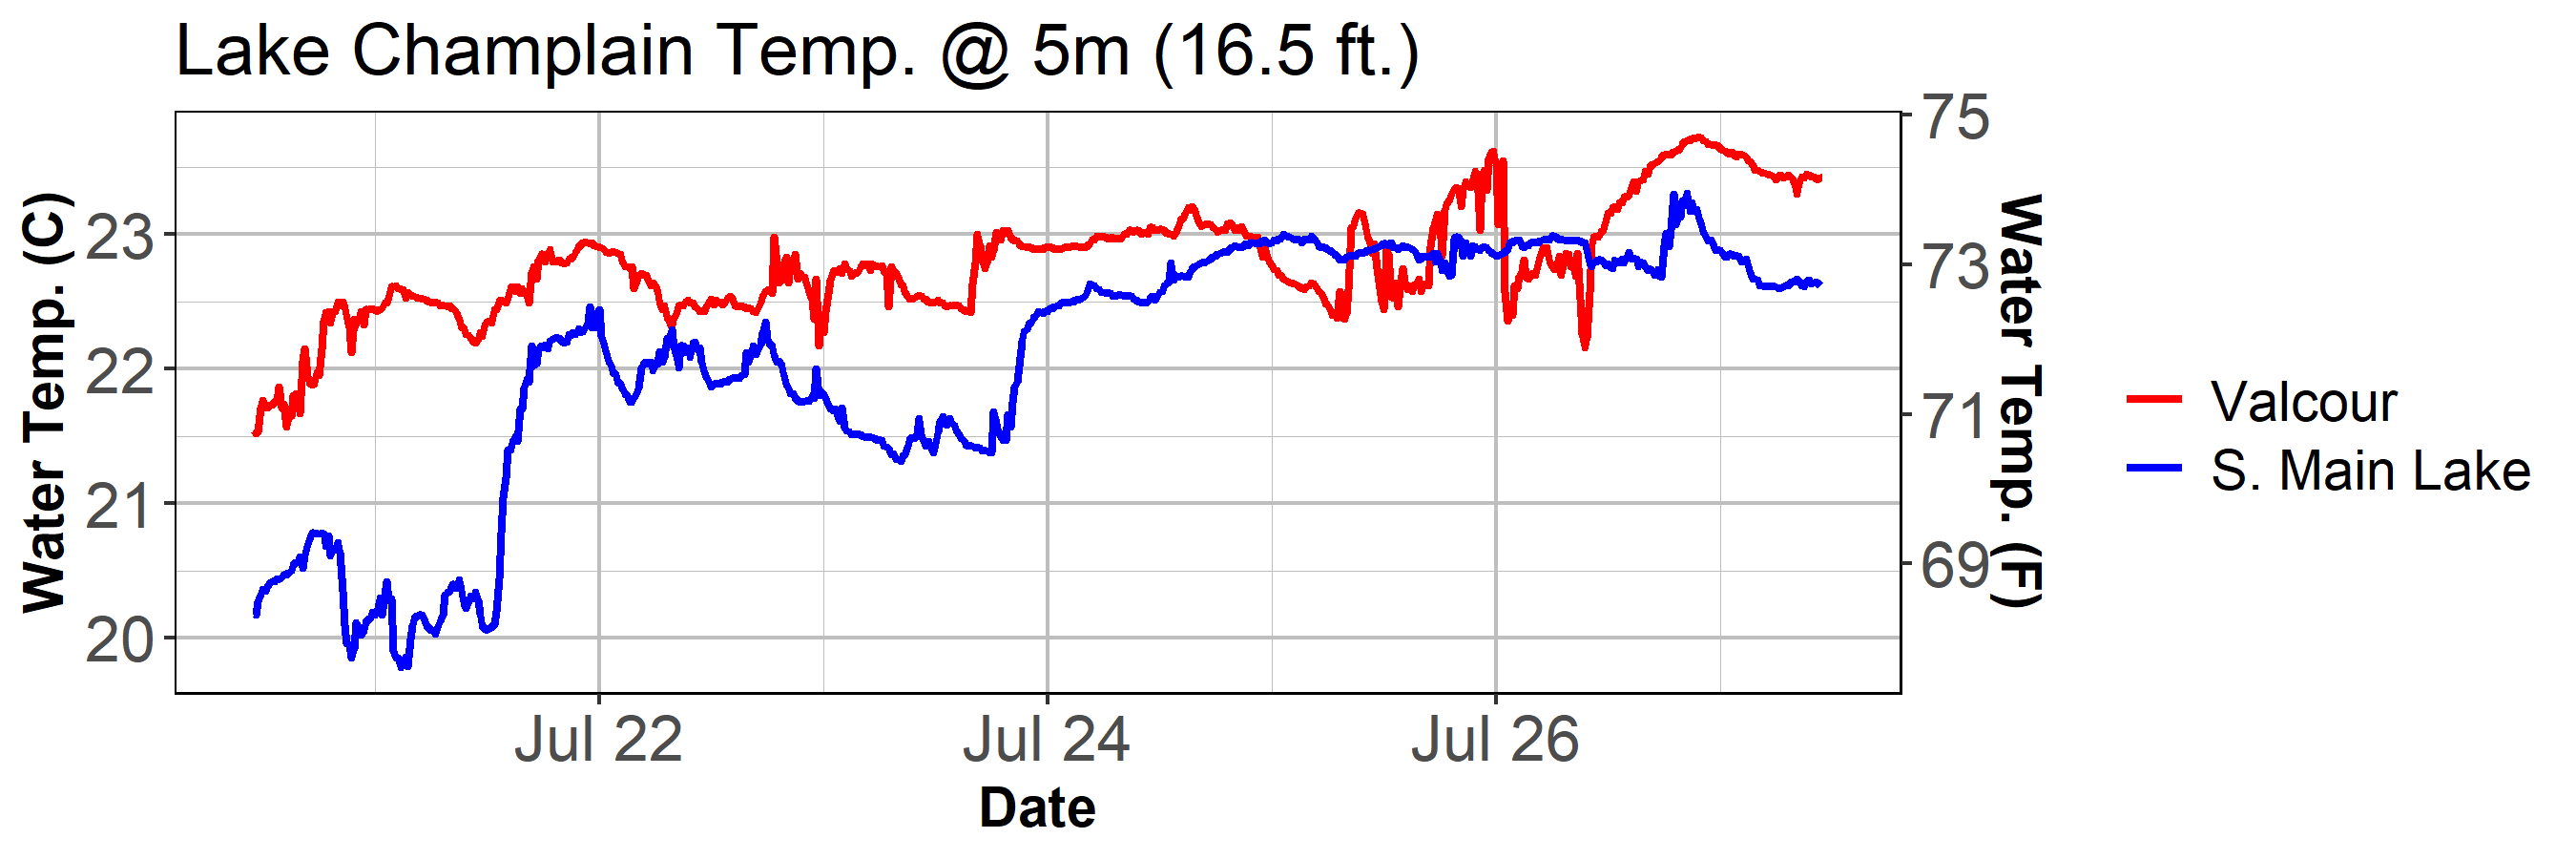 Lake Champlain Temp. @ 5m (16.5 ft.)
Water Temp. (C)
23
22
21
20
75
73
71
69
Water Temp. (F)
Jul 22
Jul 24
Jul 26
Date
Valcour
S. Main Lake